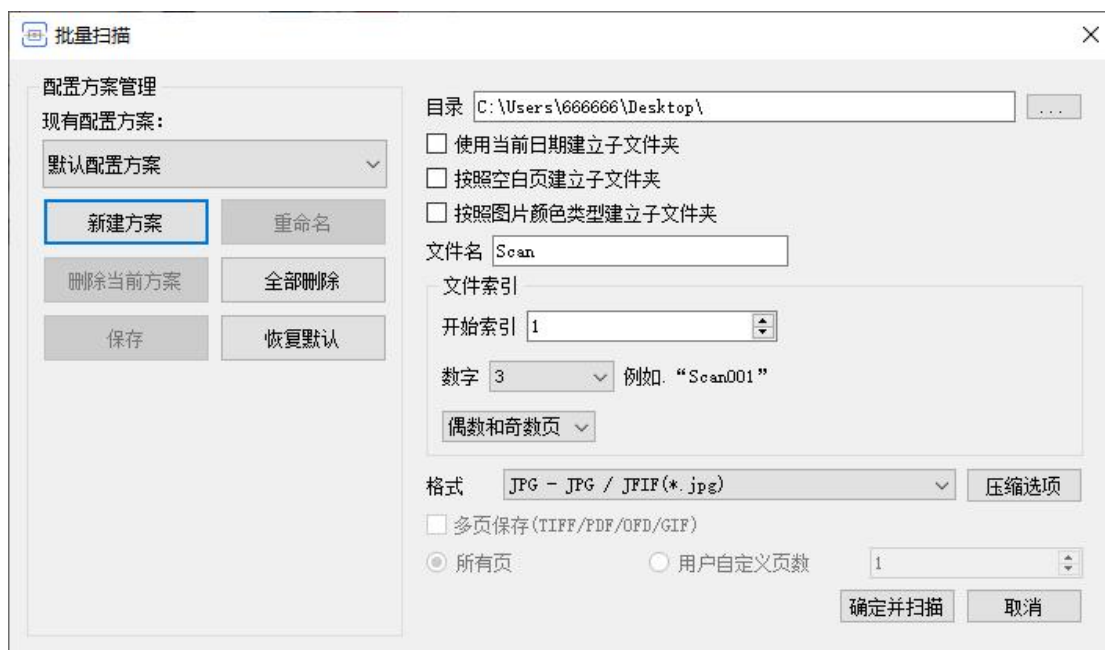 批量扫描
配置方案管理
现有配置方案：
默认配置方案
新建方案
重命名
删除当前方案
全部删除
保存
恢复默认
目录 C:\Users\666666\Desktop\ ...
使用当前日期建立子文件夹
按照空白页建立子文件夹
按照图片颜色类型建立子文件夹
文件名 Scan
文件索引
开始索引 1
数字 3 例如. “Scan001”
偶数和奇数页
格式 JPG - JPG / JFIF(*.jpg) 压缩选项
多页保存(TIFF/PDF/OFD/GIF)
所有页 用户自定义页数 1
确定并扫描 取消